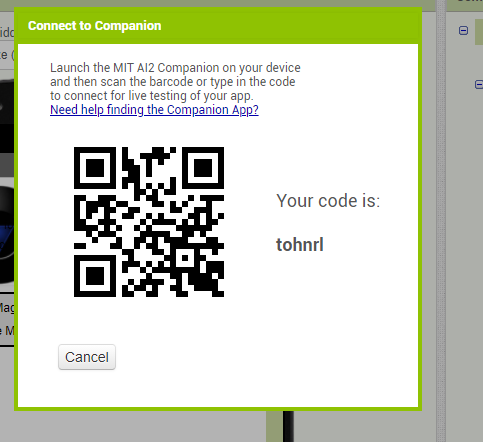 Connect to Companion
Launch the MIT AI2 Companion on your device
and then scan the barcode or type in the code
to connect for live testing of your app.
Need help finding the Companion App?
Your code is:
tohnrl
Cancel